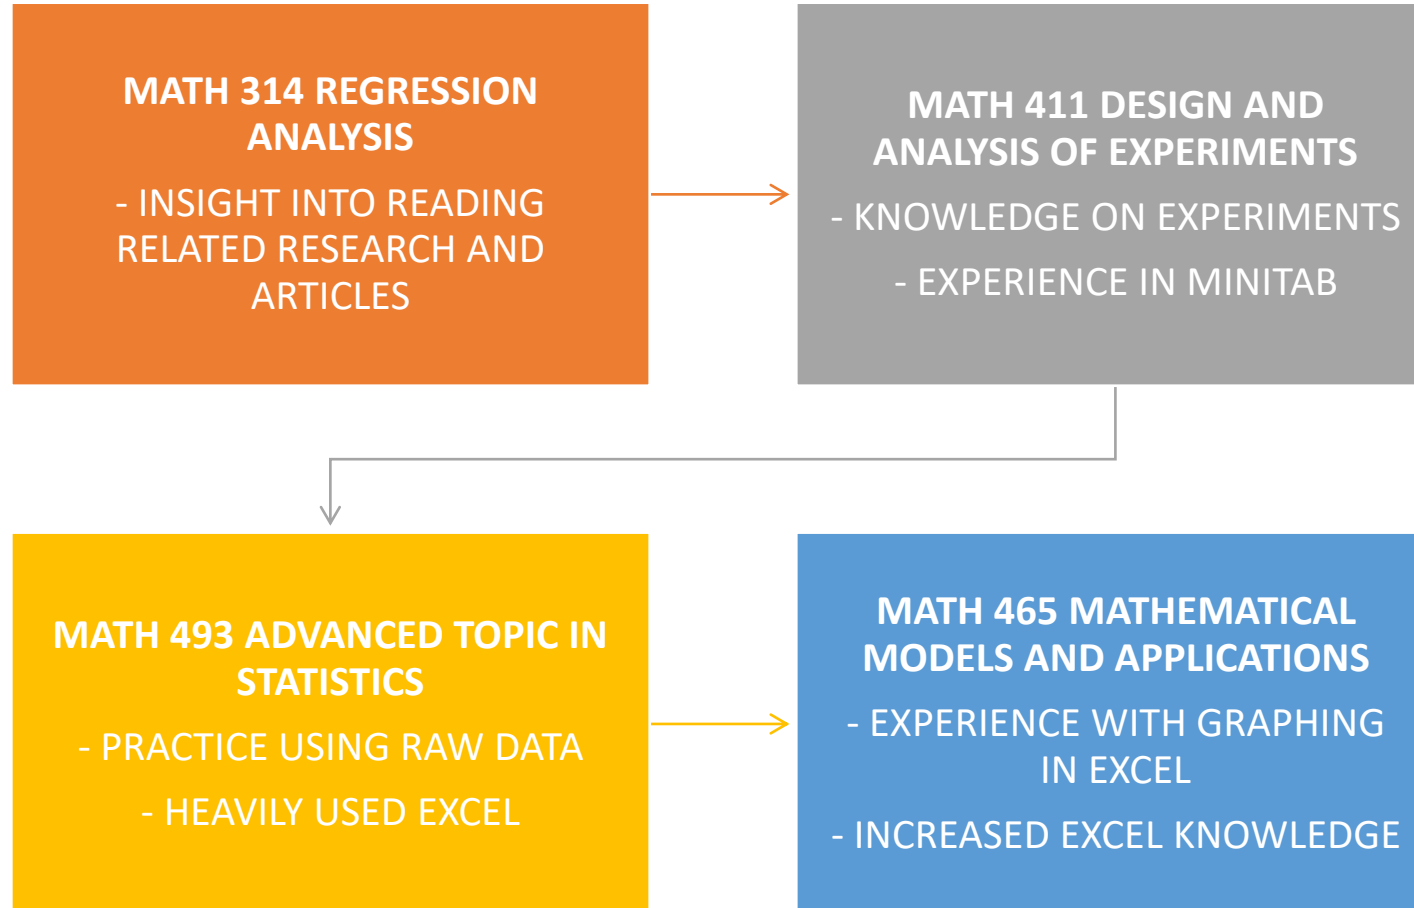 MATH 314 REGRESSION
ANALYSIS
- INSIGHT INTO READING
RELATED RESEARCH AND
ARTICLES
MATH 411 DESIGN AND
ANALYSIS OF EXPERIMENTS
- KNOWLEDGE ON EXPERIMENTS
- EXPERIENCE IN MINITAB
MATH 493 ADVANCED TOPIC IN
STATISTICS
- PRACTICE USING RAW DATA
- HEAVILY USED EXCEL
MATH 465 MATHEMATICAL
MODELS AND APPLICATIONS
- EXPERIENCE WITH GRAPHING
IN EXCEL
- INCREASED EXCEL KNOWLEDGE